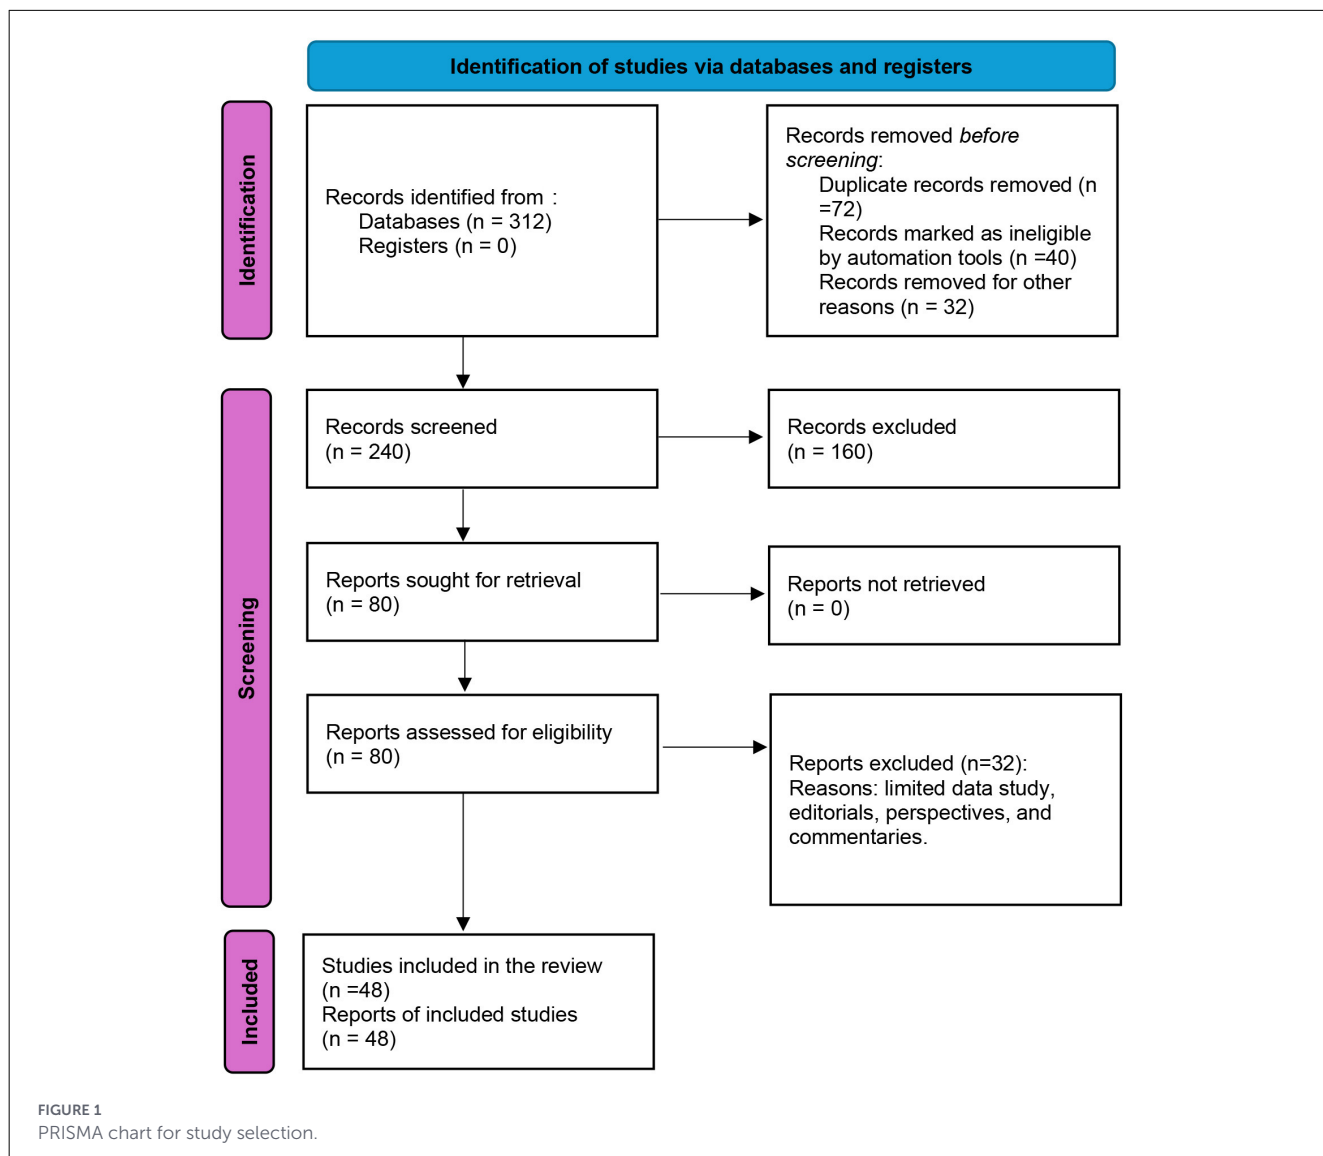 Identification of studies via databases and registers
Identification
Records identified from :
Databases (n = 312)
Registers (n = 0)
Records removed before
screening:
Duplicate records removed (n
=72)
Records marked as ineligible
by automation tools (n =40)
Records removed for other
reasons (n = 32)
Screening
Records screened
(n = 240)
Records excluded
(n = 160)
Reports sought for retrieval
(n = 80)
Reports not retrieved
(n = 0)
Reports assessed for eligibility
(n = 80)
Reports excluded (n=32):
Reasons: limited data study,
editorials, perspectives, and
commentaries.
Included
Studies included in the review
(n =48)
Reports of included studies
(n = 48)
FIGURE 1
PRISMA chart for study selection.